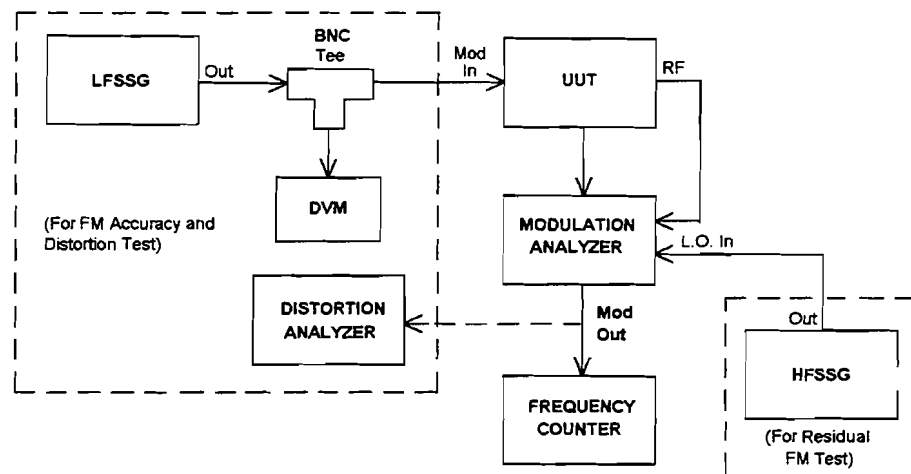 BNC
Tee
LFSSG
Out
Mod
In
UUT
RF
DVM
(For FM Accuracy and
Distortion Test)
MODULATION
ANALYZER
L.O. In
DISTORTION
ANALYZER
Mod
Out
Out
HFSSG
FREQUENCY
COUNTER
(For Residual
FM Test)